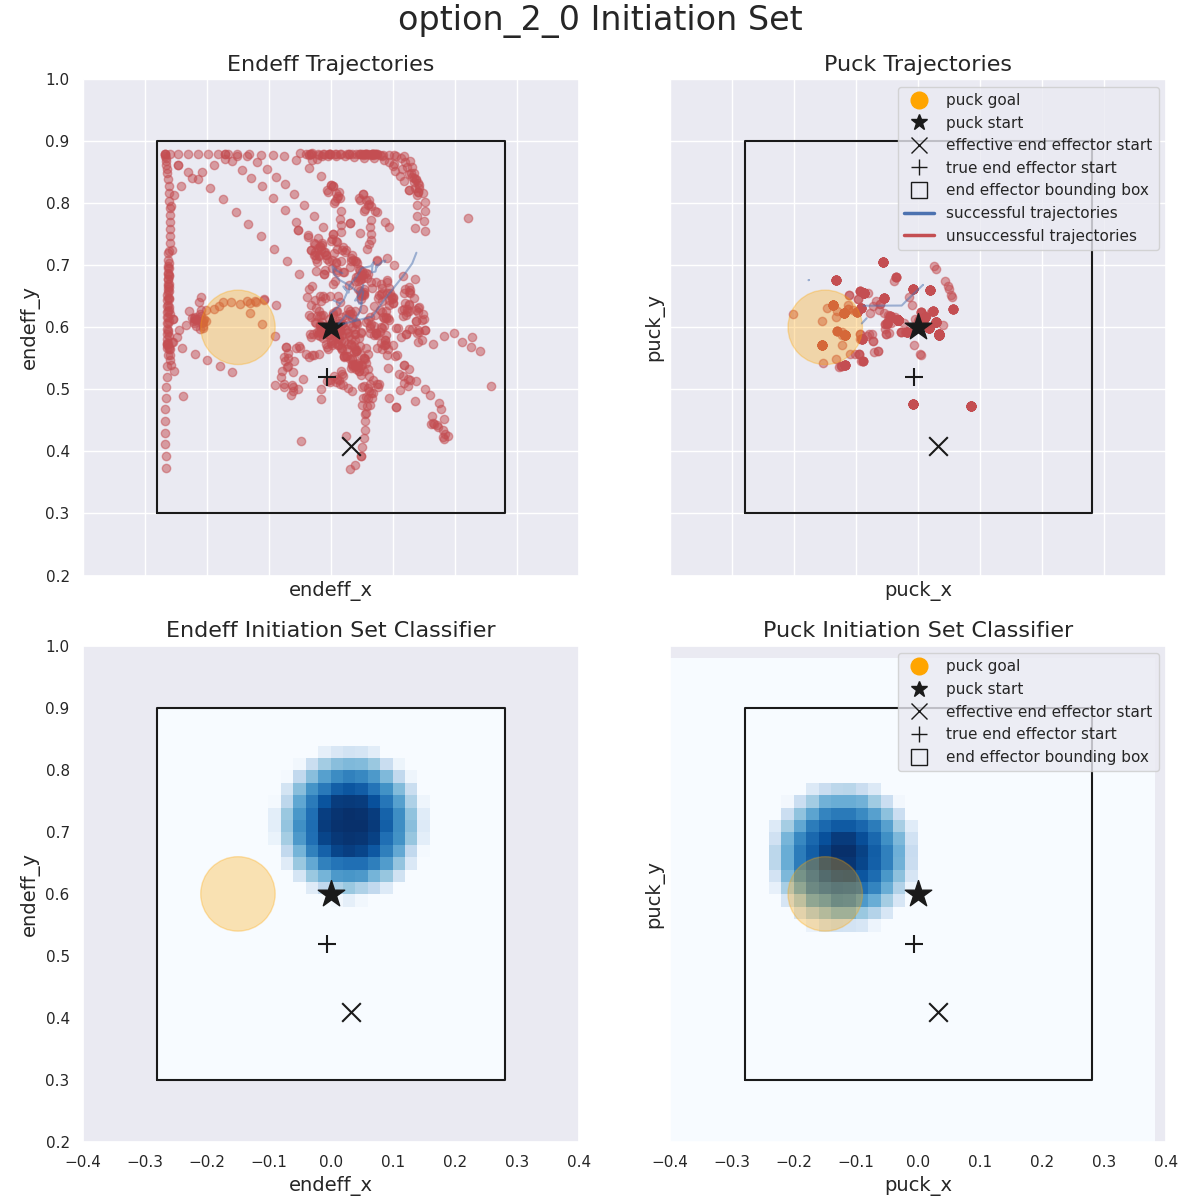 option_2_0 Initiation Set
Endeff Trajectories
1.0
0.9
0.8
0.7
0.6
0.5
0.4
0.3
0.2
endeff_y
endeff_x
Puck Trajectories
puck goal
puck start
effective end effector start
true end effector start
end effector bounding box
successful trajectories
unsuccessful trajectories
puck_y
puck_x
Endeff Initiation Set Classifier
1.0
0.9
0.8
0.7
0.6
0.5
0.4
0.3
0.2
endeff_y
−0.4 −0.3 −0.2 −0.1 0.0 0.1 0.2 0.3 0.4
endeff_x
Puck Initiation Set Classifier
puck goal
puck start
effective end effector start
true end effector start
end effector bounding box
puck_y
−0.4 −0.3 −0.2 −0.1 0.0 0.1 0.2 0.3 0.4
puck_x